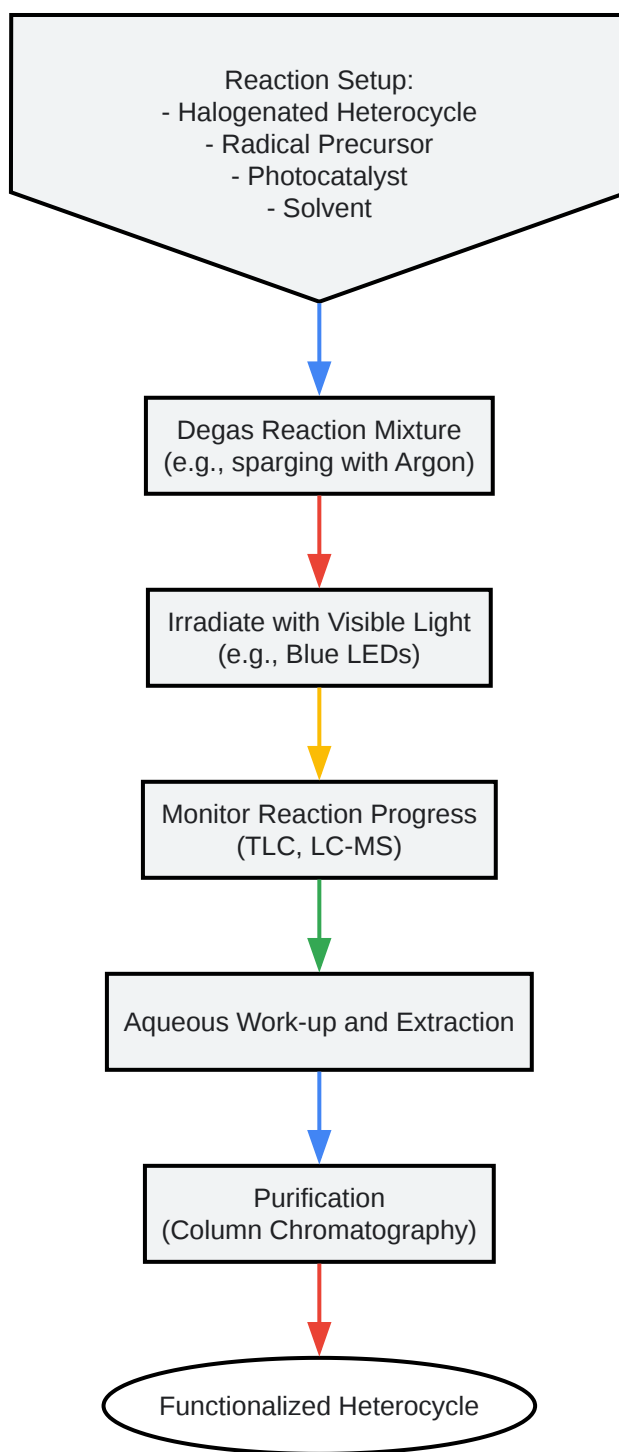 Reaction Setup:
- Halogenated Heterocycle
- Radical Precursor
- Photocatalyst
- Solvent
Degas Reaction Mixture
(e.g., sparging with Argon)
Irradiate with Visible Light
(e.g., Blue LEDs)
Monitor Reaction Progress
(TLC, LC-MS)
Aqueous Work-up and Extraction
Purification
(Column Chromatography)
Functionalized Heterocycle